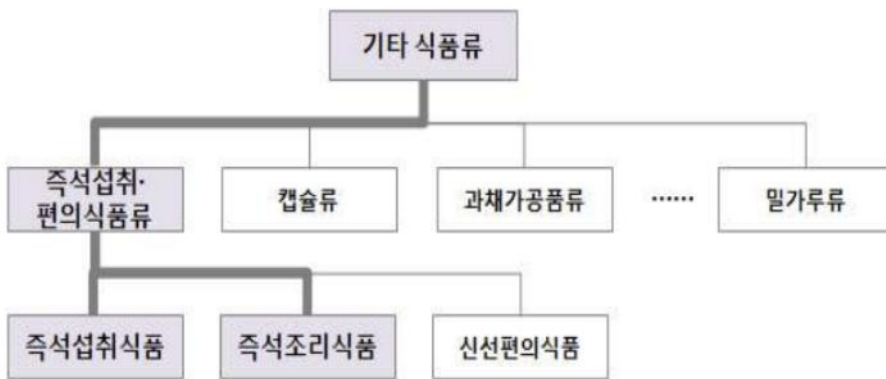 기타 식품류
즉석섭취·
편의식품류
캡슐류
과채가공품류
······
밀가루류
즉석섭취식품
즉석조리식품
신선편의식품